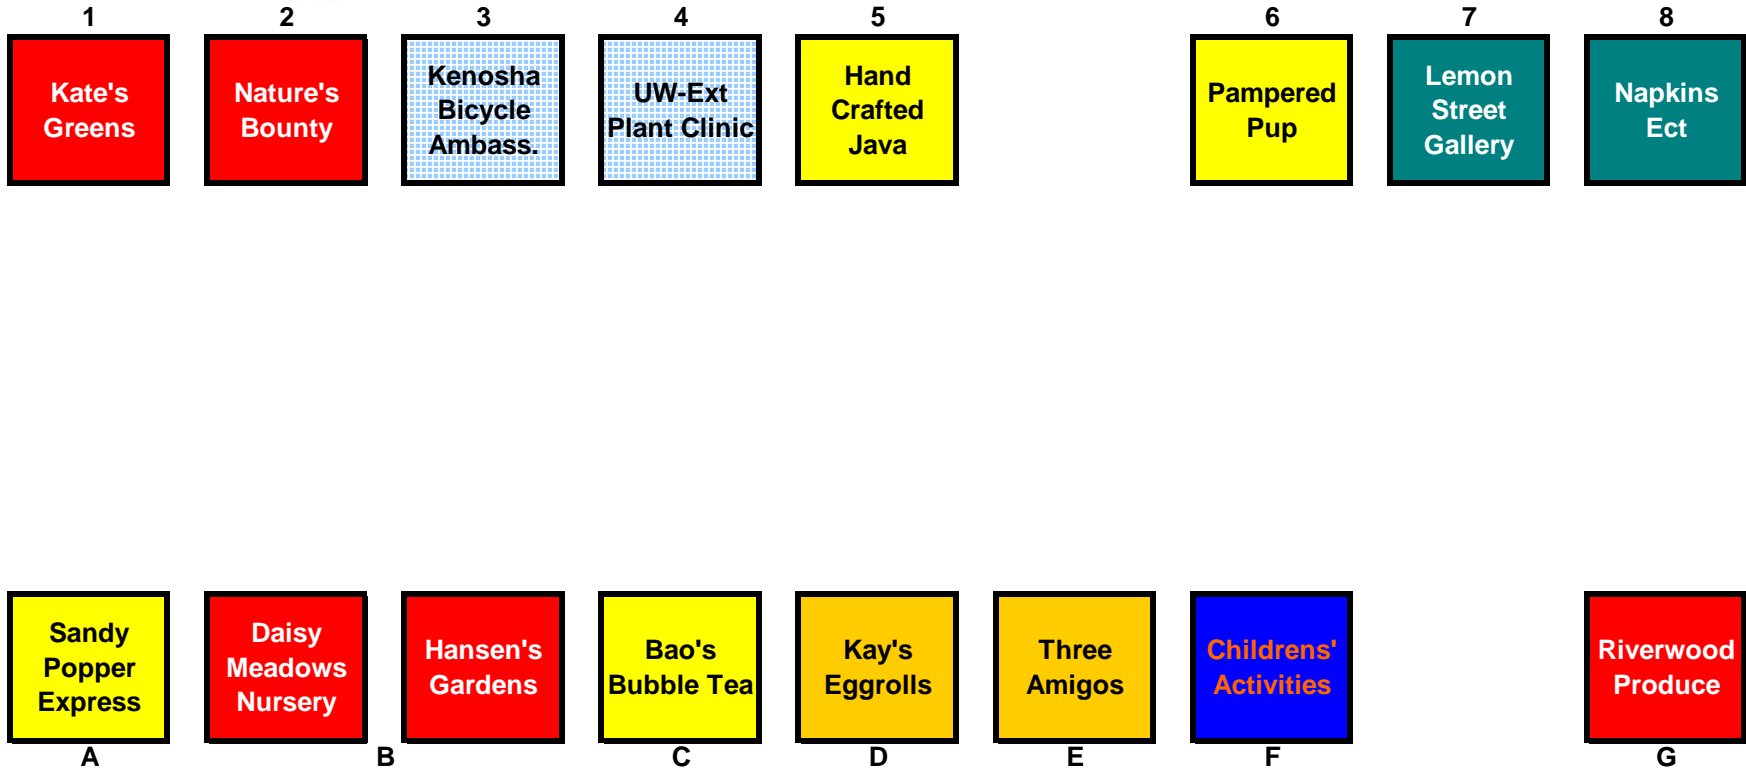 1 2 3 4 5 6 7 8
Kate's
Greens
Nature's
Bounty
Kenosha
Bicycle
Ambass.
UW-Ext
Plant Clinic
Hand
Crafted
Java
Pampered
Pup
Lemon
Street
Gallery
Napkins
Ect
Sandy
Popper
Express
Daisy
Meadows
Nursery
Hansen's
Gardens
Bao's
Bubble Tea
Kay's
Eggrolls
Three
Amigos
Childrens'
Activities
Riverwood
Produce
A B C D E F G